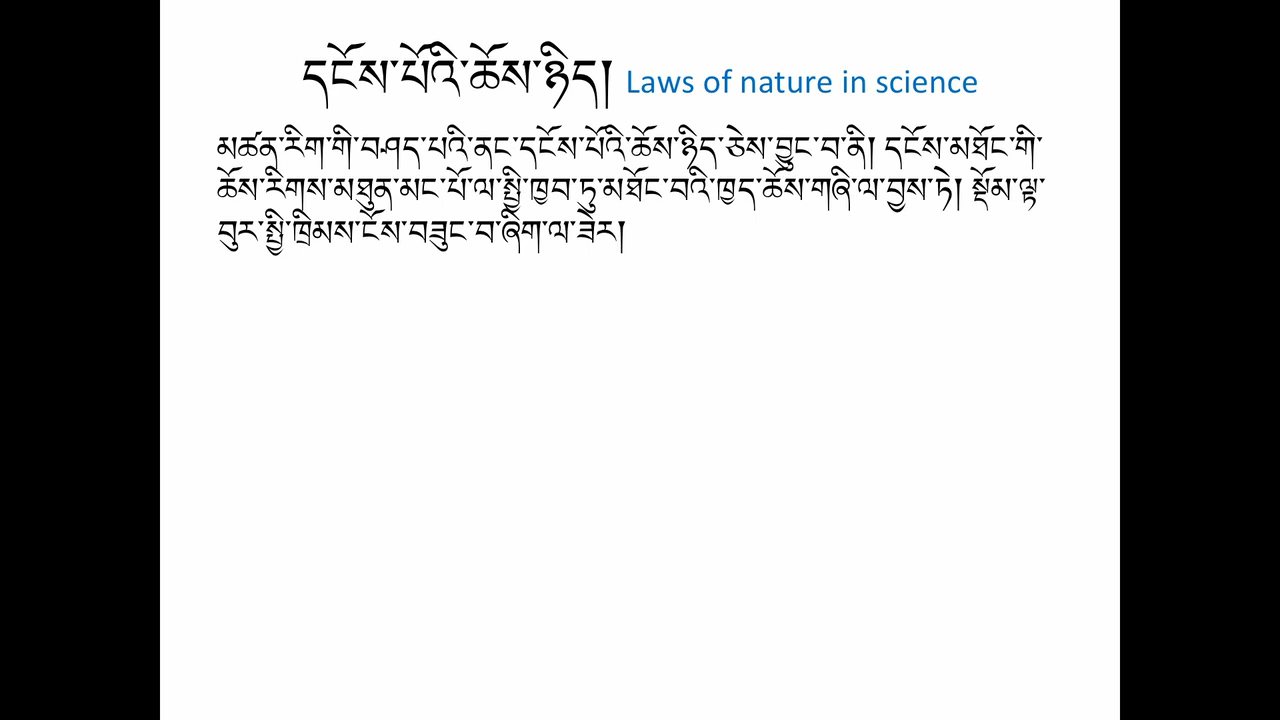 དངོས་པོའི་ཆོས་ཉིད། Laws of nature in science
མཚན་རིག་གི་བཤད་པའི་ནང་དངོས་པོའི་ཆོས་ཉིད་ཅེས་བྱུང་བ་ནི། དངོས་མཐོང་གི་
ཆོས་རིགས་མཐུན་མང་པོ་ལ་སྤྱི་ཁྱབ་ཏུ་མཐོང་བའི་ཁྱད་ཆོས་གཞི་ལ་བྱས་ཏེ། སྡོམ་ལྟ་
བུར་སྤྱི་ཁྲིམས་ངོས་བཟུང་བ་ཞིག་ལ་ཟེར།